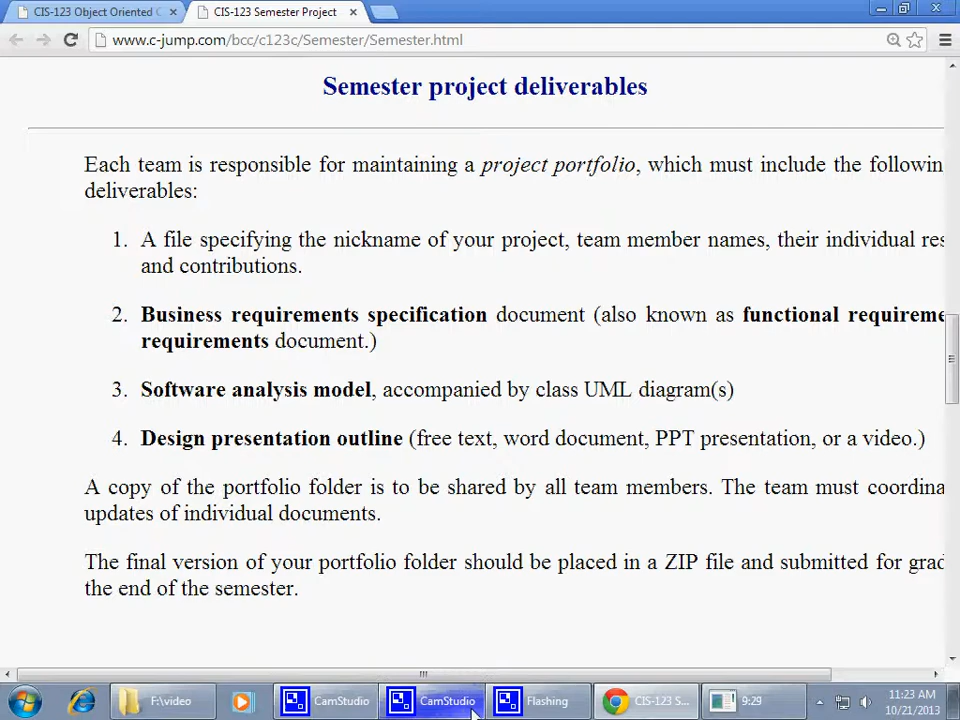 CIS-123 Object Oriented C
CIS-123 Semester Project
www.c-jump.com/bcc/c123c/Semester/Semester.html
Semester project deliverables
Each team is responsible for maintaining a project portfolio, which must include the followin
deliverables:
1. A file specifying the nickname of your project, team member names, their individual res
and contributions.
2. Business requirements specification document (also known as functional requireme
requirements document.)
3. Software analysis model, accompanied by class UML diagram(s)
4. Design presentation outline (free text, word document, PPT presentation, or a video.)
A copy of the portfolio folder is to be shared by all team members. The team must coordina
updates of individual documents.
The final version of your portfolio folder should be placed in a ZIP file and submitted for grad
the end of the semester.
F:\video
CamStudio
CamStudio
Flashing
CIS-123 S...
9:29
11:23 AM
10/21/2013